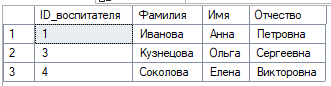 ID_воспитателя Фамилия Имя Отчество
1 1 Иванова Анна Петровна
2 3 Кузнецова Ольга Сергеевна
3 4 Соколова Елена Викторовна